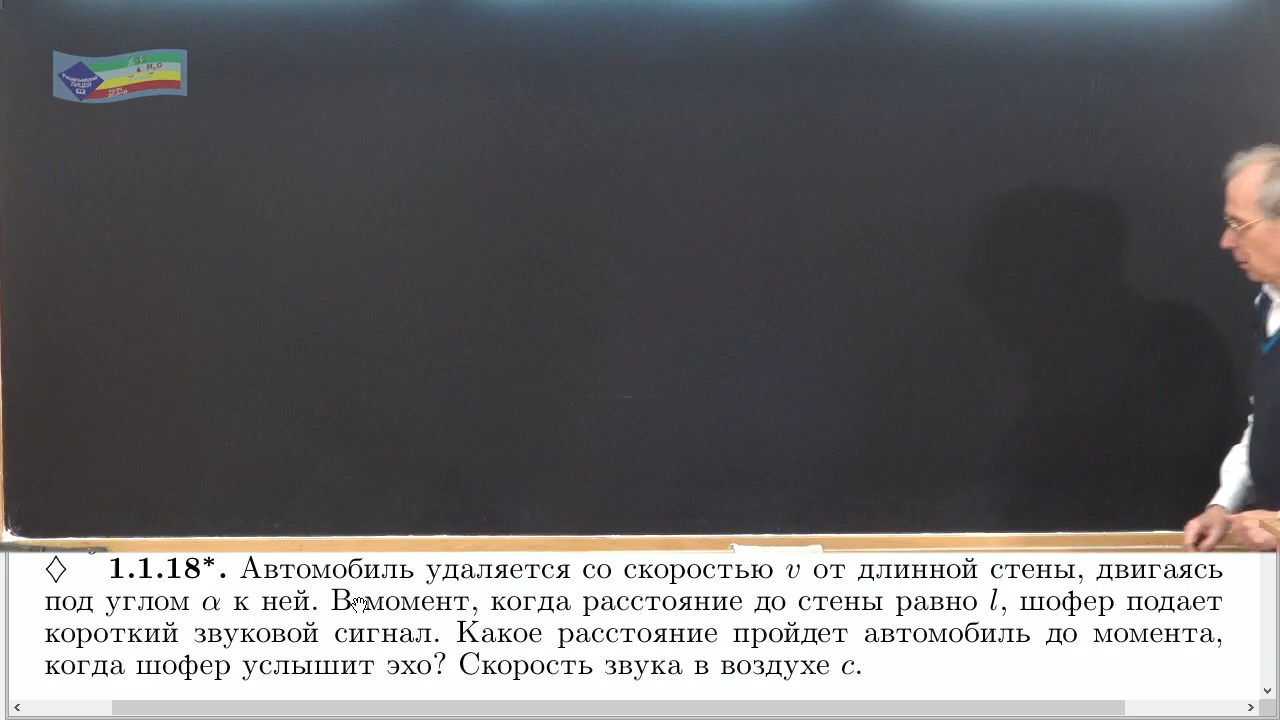 H₂O
ЛИЦЕЙ
◊ 1.1.18*. Автомобиль удаляется со скоростью v от длинной стены, двигаясь
под углом α к ней. В момент, когда расстояние до стены равно l, шофер подает
короткий звуковой сигнал. Какое расстояние пройдет автомобиль до момента,
когда шофер услышит эхо? Скорость звука в воздухе c.